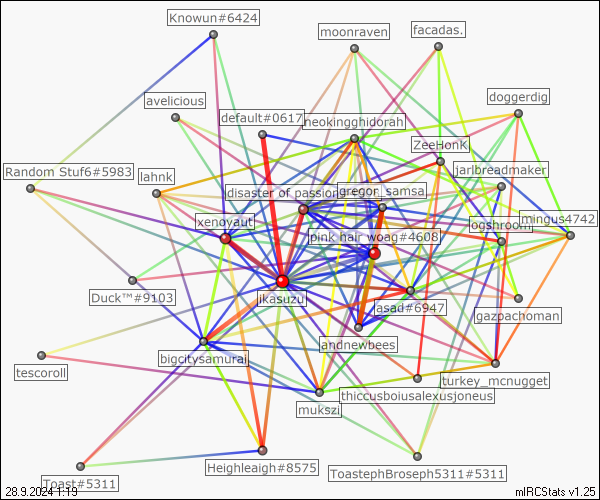 Knowun#6424
moonraven
facadas.
avelicious
doggerdig
default#0617
neokingghidorah
ZeeHonK
Random Stuf6#5983
lahnk
jarlbreadmaker
disaster of passion
gregor_samsa.
xenoyaut
ogshroom
mingus4742
pink hair woag#4608
Duck™#9103
ikasuzu
asad#6947
gazpachoman
andnewbees
bigcitysamurai
tescoroll
turkey_mcnugget
thiccusboiusalexusjoneus
mukszi
Heighleaigh#8575
ToastephBroseph5311#5311
Toast#5311
28.9.2024 1:19
mIRCStats v1.25